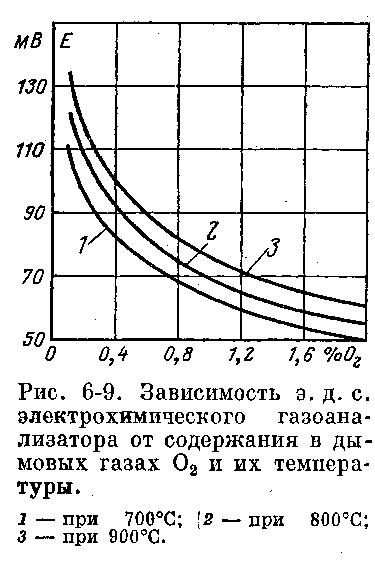 мВ E
130
110
90
70
50
1
2
3
0 0,4 0,8 1,2 1,6 %O₂
Рис. 6-9. Зависимость э. д. с.
электрохимического газоана-
лизатора от содержания в ды-
мовых газах O₂ и их темпера-
туры.
1 — при 700°С; 2 — при 800°С;
3 — при 900°С.